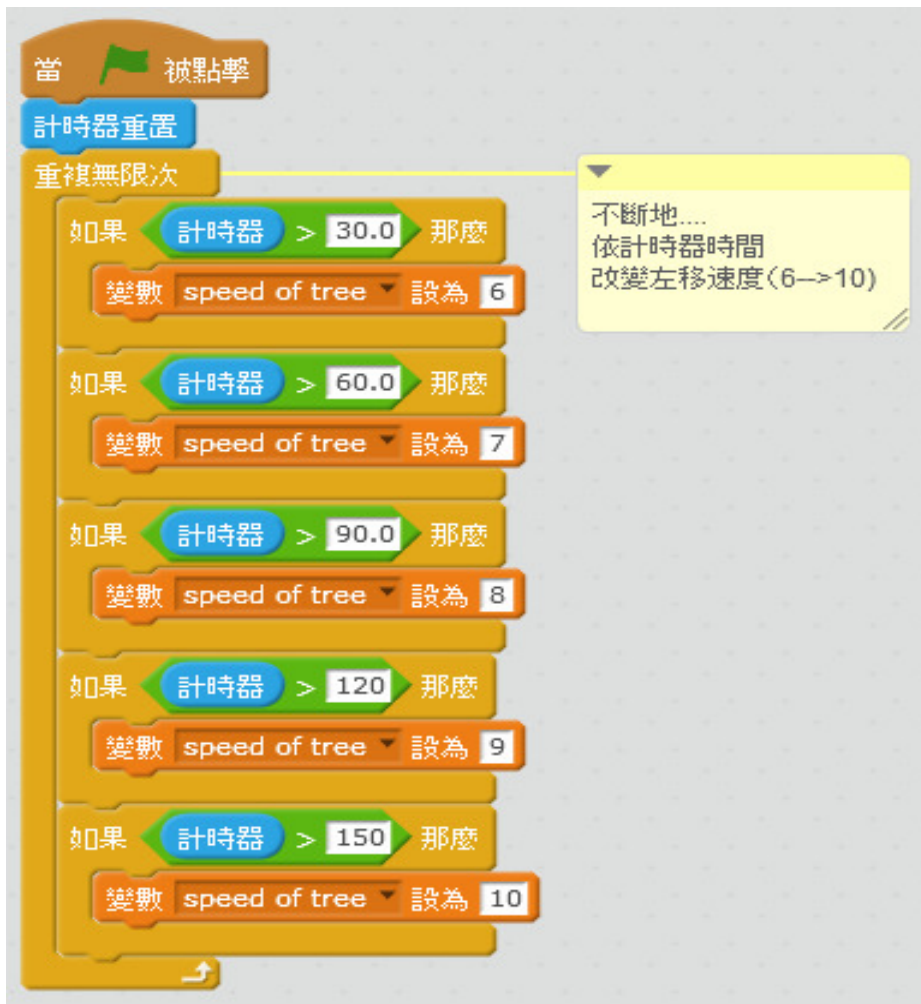 當 被點擊
計時器重置
重複無限次
如果 計時器 > 30.0 那麼
變數 speed of tree 設為 6
如果 計時器 > 60.0 那麼
變數 speed of tree 設為 7
如果 計時器 > 90.0 那麼
變數 speed of tree 設為 8
如果 計時器 > 120 那麼
變數 speed of tree 設為 9
如果 計時器 > 150 那麼
變數 speed of tree 設為 10
不斷地....
依計時器時間
改變左移速度(6-->10)